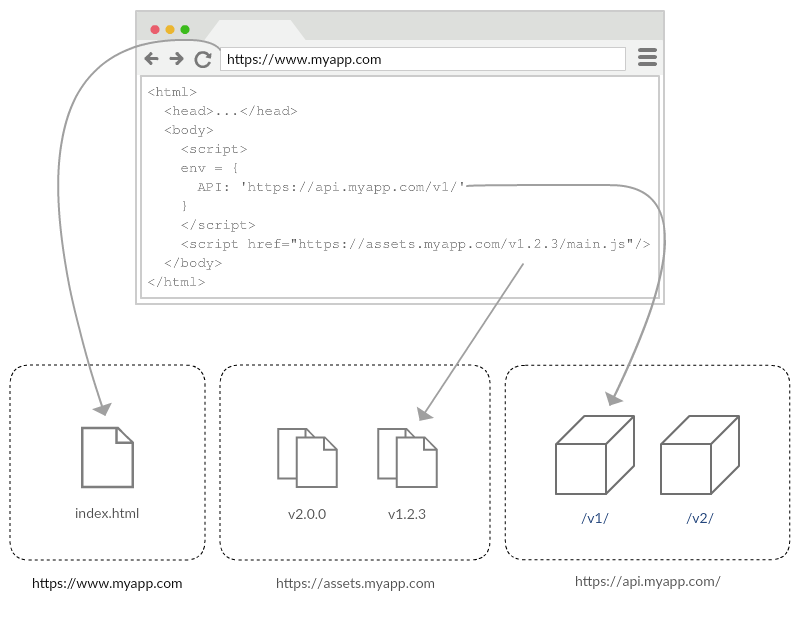 https://www.myapp.com
<html>
<head>...</head>
<body>
<script>
env = {
API: 'https://api.myapp.com/v1/'
}
</script>
<script href="https://assets.myapp.com/v1.2.3/main.js"/>
</body>
</html>
index.html
v2.0.0
v1.2.3
/v1/
/v2/
https://www.myapp.com
https://assets.myapp.com
https://api.myapp.com/